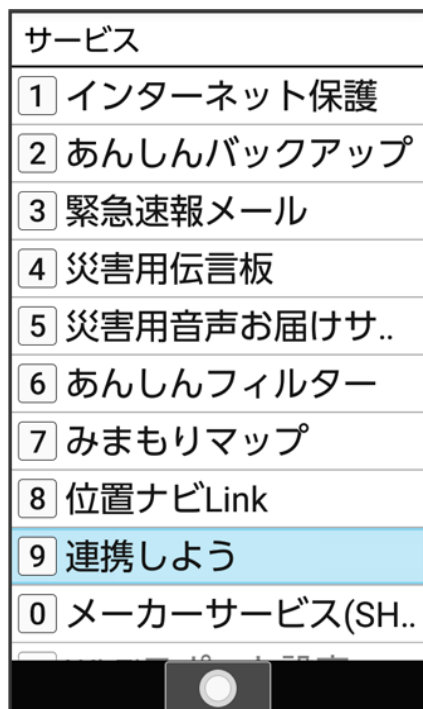 サービス
1 インターネット保護
2 あんしんバックアップ
3 緊急速報メール
4 災害用伝言板
5 災害用音声お届けサ..
6 あんしんフィルター
7 みまもりマップ
8 位置ナビLink
9 連携しよう
0 メーカーサービス(SH..